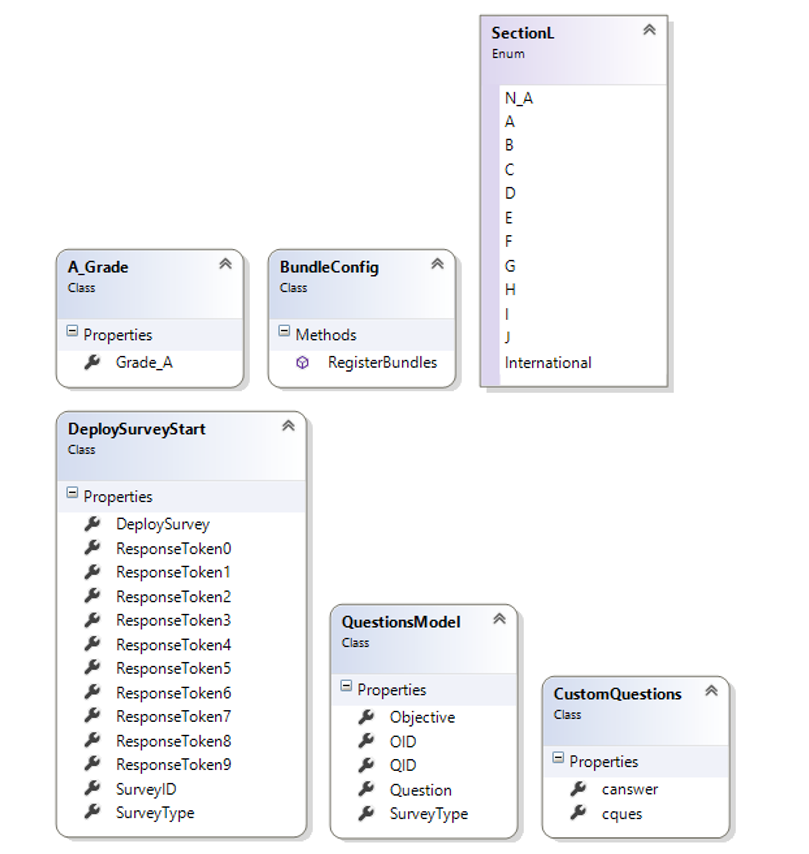 SectionL
Enum
N_A
A
B
C
D
E
F
G
H
I
J
International
A_Grade
Class
Properties
Grade_A
BundleConfig
Class
Methods
RegisterBundles
DeploySurveyStart
Class
Properties
DeploySurvey
ResponseToken0
ResponseToken1
ResponseToken2
ResponseToken3
ResponseToken4
ResponseToken5
ResponseToken6
ResponseToken7
ResponseToken8
ResponseToken9
SurveyID
SurveyType
QuestionsModel
Class
Properties
Objective
OID
QID
Question
SurveyType
CustomQuestions
Class
Properties
canswer
cques